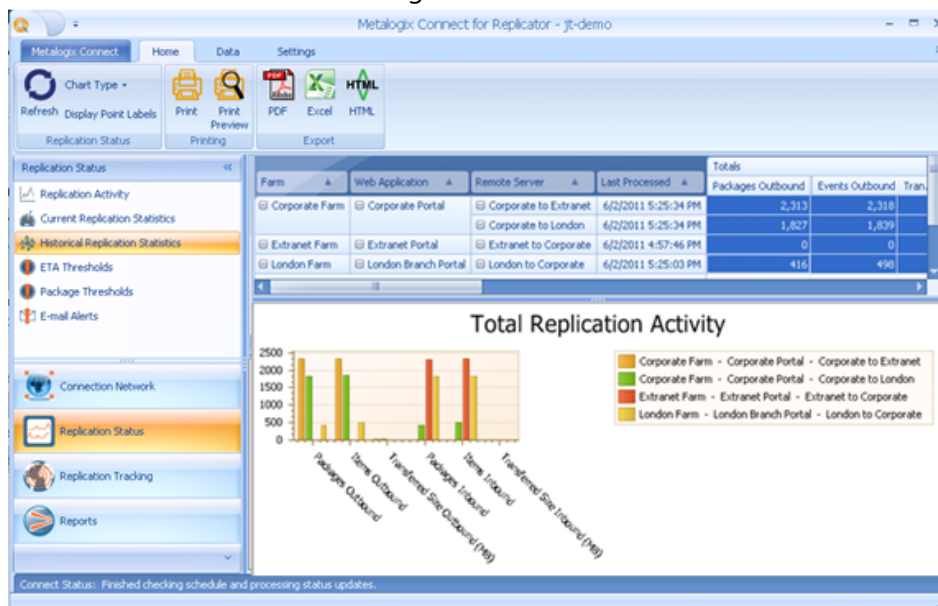 Metalogix Connect for Replicator - jt-demo
Metalogix Connect Home Data Settings
Refresh Chart Type Display Point Labels Print Print Preview PDF Excel HTML
Replication Status Printing Export
Replication Status
Replication Activity
Current Replication Statistics
Historical Replication Statistics
ETA Thresholds
Package Thresholds
E-mail Alerts
Connection Network
Replication Status
Replication Tracking
Reports
Totals
Farm Web Application Remote Server Last Processed Packages Outbound Events Outbound Tran
Corporate Farm Corporate Portal Corporate to Extranet 6/2/2011 5:25:34 PM 2,313 2,318
Corporate to London 6/2/2011 5:25:34 PM 1,827 1,839
Extranet Farm Extranet Portal Extranet to Corporate 6/2/2011 4:57:46 PM 0 0
London Farm London Branch Portal London to Corporate 6/2/2011 5:25:03 PM 416 498
Total Replication Activity
2500
2000
1500
1000
500
0
Packages Outbound
Items Outbound
Transferred Size Outbound (MB)
Packages Inbound
Items Inbound
Transferred Size Inbound (MB)
Corporate Farm - Corporate Portal - Corporate to Extranet
Corporate Farm - Corporate Portal - Corporate to London
Extranet Farm - Extranet Portal - Extranet to Corporate
London Farm - London Branch Portal - London to Corporate
Connect Status: Finished checking schedule and processing status updates.